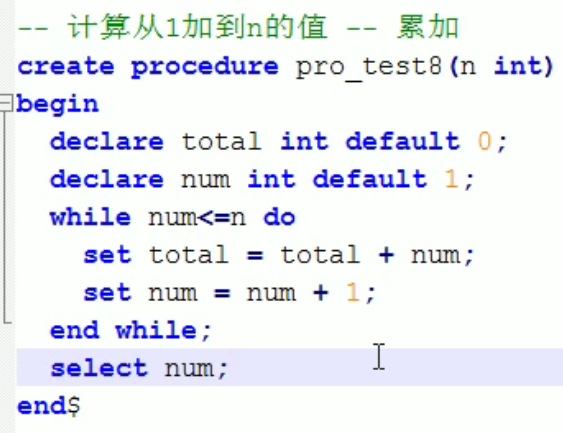 -- 计算从1加到n的值 -- 累加
create procedure pro_test8(n int)
begin
  declare total int default 0;
  declare num int default 1;
  while num<=n do
    set total = total + num;
    set num = num + 1;
  end while;
  select num;
end$